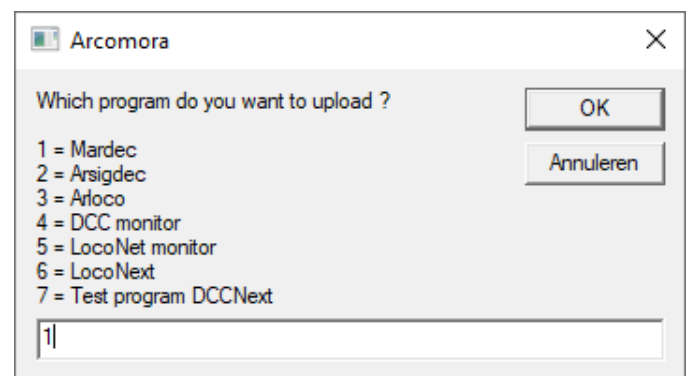 Arcomora
Which program do you want to upload ?
OK
Annuleren
1 = Mardec
2 = Arsigdec
3 = Arloco
4 = DCC monitor
5 = LocoNet monitor
6 = LocoNext
7 = Test program DCCNext
1